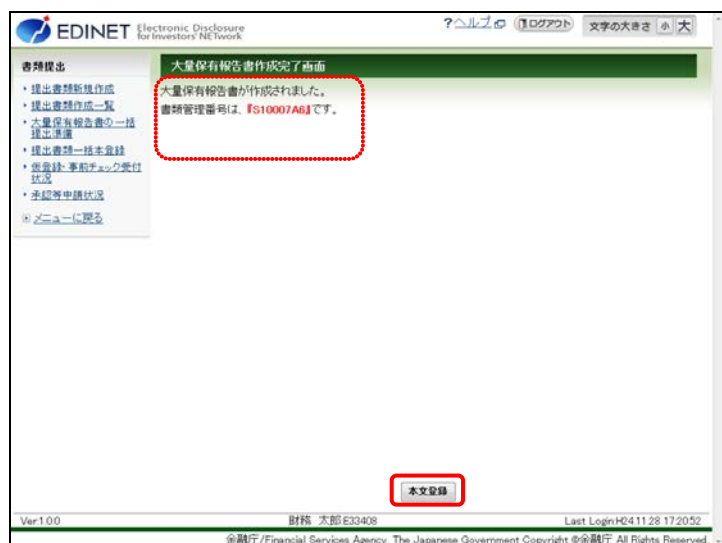 EDINET Electronic Disclosure
for Investors' NETwork
?ヘルプ ログアウト 文字の大きさ 小 大
書類提出
・提出書類新規作成
・提出書類作成一覧
・大量保有報告書の一括
提出準備
・提出書類一括本登録
・仮登録・事前チェック受付
状況
・承認等申請状況
メニューに戻る
大量保有報告書作成完了画面
大量保有報告書が作成されました。
書類管理番号は、『S10007A6』です。
本文登録
Ver.1.0.0 財務 太郎:E33408 Last Login:H24.11.28 17:20:52
金融庁/Financial Services Agency, The Japanese Government Copyright ©金融庁 All Rights Reserved.